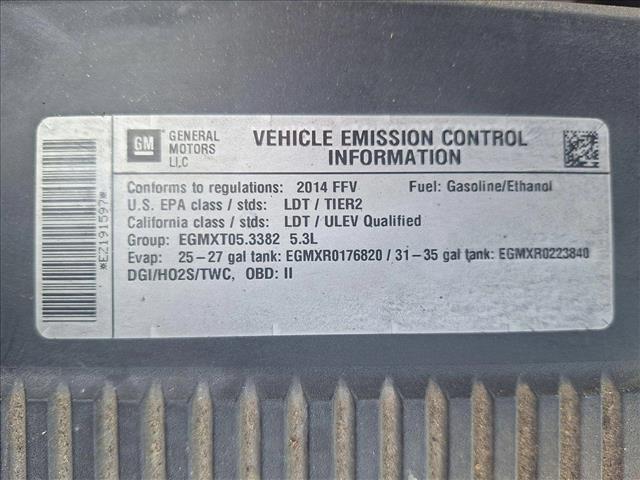 *EZ191597*
GM
GENERAL
MOTORS
LLC
VEHICLE EMISSION CONTROL
INFORMATION
Conforms to regulations: 2014 FFV Fuel: Gasoline/Ethanol
U.S. EPA class / stds: LDT / TIER2
California class / stds: LDT / ULEV Qualified
Group: EGMXT05.3382 5.3L
Evap: 25-27 gal tank: EGMXR0176820 / 31-35 gal tank: EGMXR0223840
DGI/HO2S/TWC, OBD: II